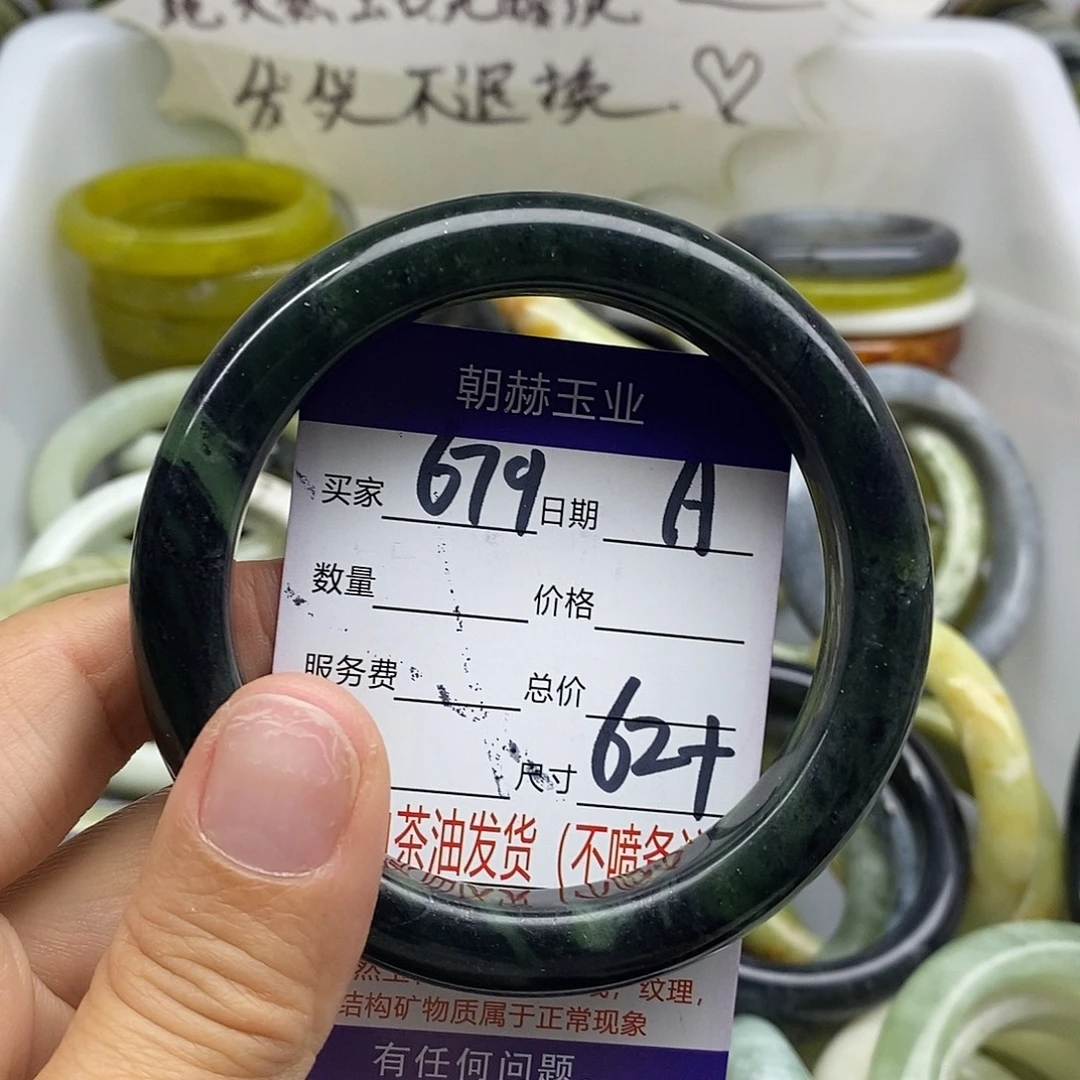 发货不退换
朝赫玉业
买家 679 日期 A
数量 价格
服务费 总价
尺寸 62+
茶油发货(不喷
纹理,
结构矿物质属于正常现象
有任何问题